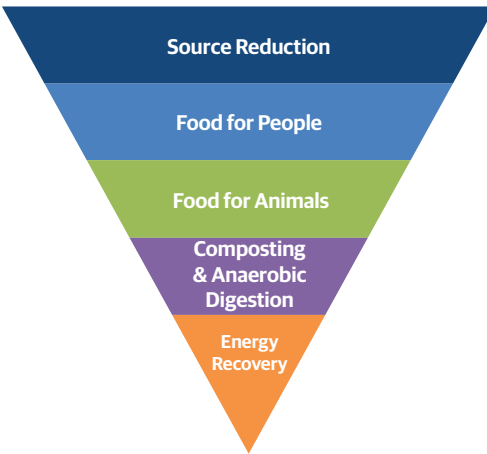 Source Reduction
Food for People
Food for Animals
Composting
& Anaerobic
Digestion
Energy
Recovery